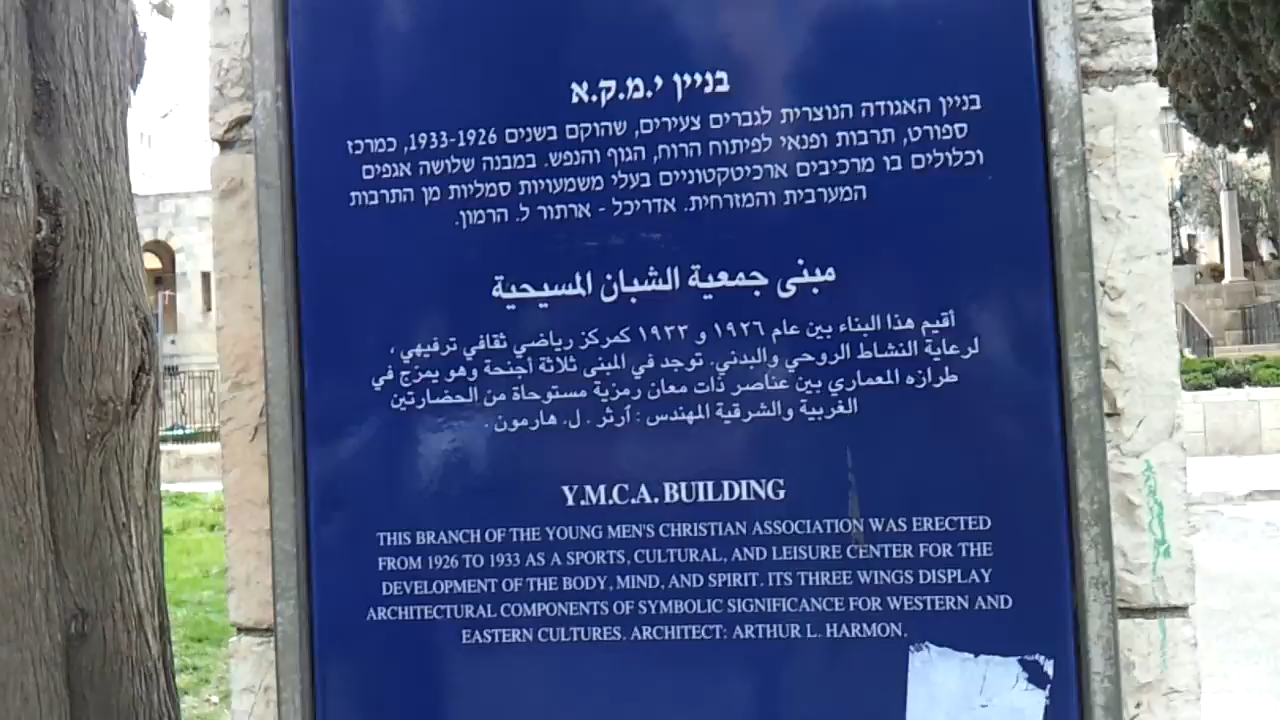 בניין י.מ.ק.א
בניין האגודה הנוצרית לגברים צעירים, שהוקם בשנים 1933-1926, כמרכז
ספורט, תרבות ופנאי לפיתוח הרוח, הגוף והנפש. במבנה שלושה אגפים
וכלולים בו מרכיבים ארכיטקטוניים בעלי משמעויות סמליות מן התרבות
המערבית והמזרחית. אדריכל - ארתור ל. הרמון.
مبنى جمعية الشبان المسيحية
أقيم هذا البناء بين عام ١٩٢٦ و ١٩٣٣ كمركز رياضي ثقافي ترفيهي ،
لرعاية النشاط الروحي والبدني. توجد في المبنى ثلاثة أجنحة وهو يمزج في
طرازه المعماري بين عناصر ذات معان رمزية مستوحاة من الحضارتين
الغربية والشرقية المهندس : آرثر . ل. هارمون .
Y.M.C.A. BUILDING
THIS BRANCH OF THE YOUNG MEN'S CHRISTIAN ASSOCIATION WAS ERECTED
FROM 1926 TO 1933 AS A SPORTS, CULTURAL, AND LEISURE CENTER FOR THE
DEVELOPMENT OF THE BODY, MIND, AND SPIRIT. ITS THREE WINGS DISPLAY
ARCHITECTURAL COMPONENTS OF SYMBOLIC SIGNIFICANCE FOR WESTERN AND
EASTERN CULTURES. ARCHITECT: ARTHUR L. HARMON.